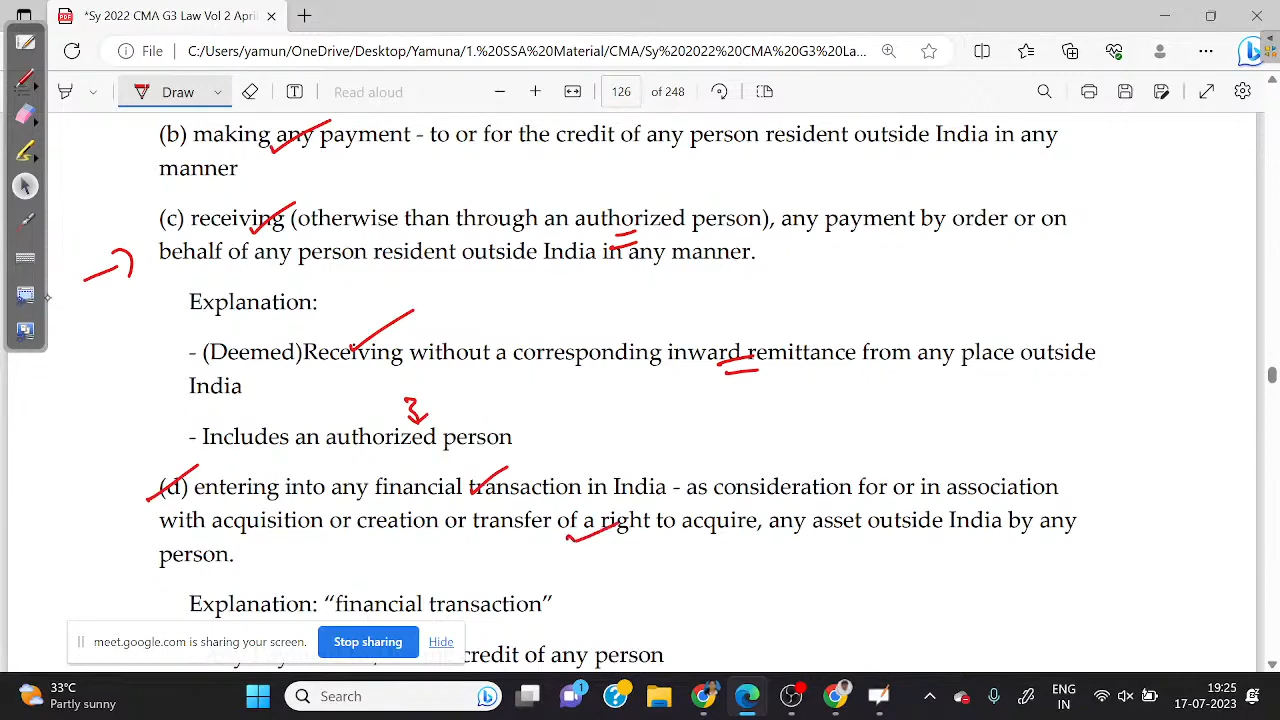 *Sy 2022 CMA G3 Law Vol 2 April
File
C:/Users/yamun/OneDrive/Desktop/Yamuna/1.%20SSA%20Material/CMA/Sy%202022%20CMA%20G3%20La...
Draw
Read aloud
126 of 248
(b) making any payment - to or for the credit of any person resident outside India in any
manner
(c) receiving (otherwise than through an authorized person), any payment by order or on
behalf of any person resident outside India in any manner.
Explanation:
- (Deemed)Receiving without a corresponding inward remittance from any place outside
India
- Includes an authorized person
(d) entering into any financial transaction in India - as consideration for or in association
with acquisition or creation or transfer of a right to acquire, any asset outside India by any
person.
Explanation: “financial transaction”
credit of any person
meet.google.com is sharing your screen. Stop sharing Hide
33°C
Partly sunny
Search
1
ENG
IN
19:25
17-07-2023